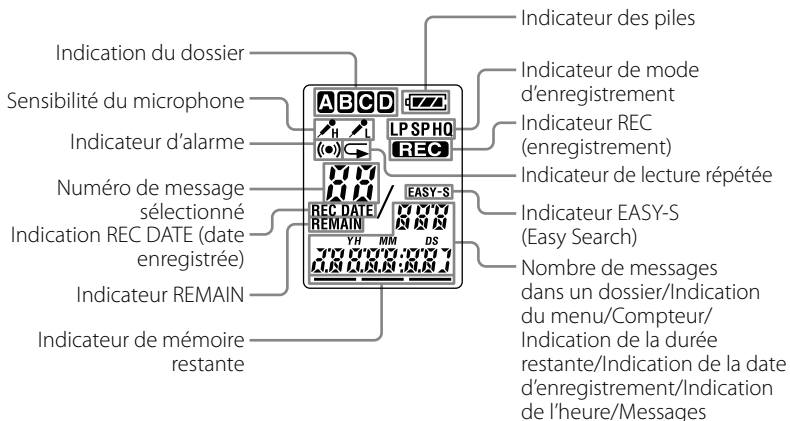 Indication du dossier
Sensibilité du microphone
Indicateur d'alarme
Numéro de message
sélectionné
Indication REC DATE (date
enregistrée)
Indicateur REMAIN
Indicateur de mémoire
restante
A B C D
H L
LP SP HQ
REC
EASY-S
REC DATE
REMAIN
YH MM DS
Indicateur des piles
Indicateur de mode
d'enregistrement
Indicateur REC
(enregistrement)
Indicateur de lecture répétée
Indicateur EASY-S
(Easy Search)
Nombre de messages
dans un dossier/Indication
du menu/Compteur/
Indication de la durée
restante/Indication de la date
d'enregistrement/Indication
de l'heure/Messages